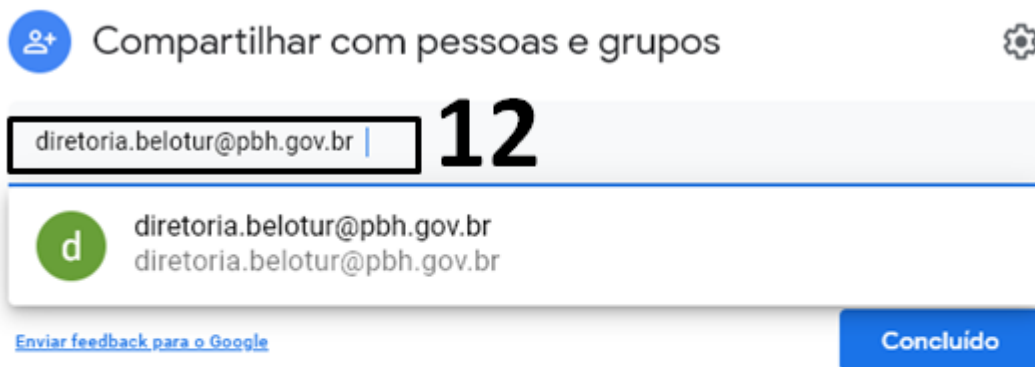 Compartilhar com pessoas e grupos
diretoria.belotur@pbh.gov.br
12
d
diretoria.belotur@pbh.gov.br
diretoria.belotur@pbh.gov.br
Enviar feedback para o Google
Concluído